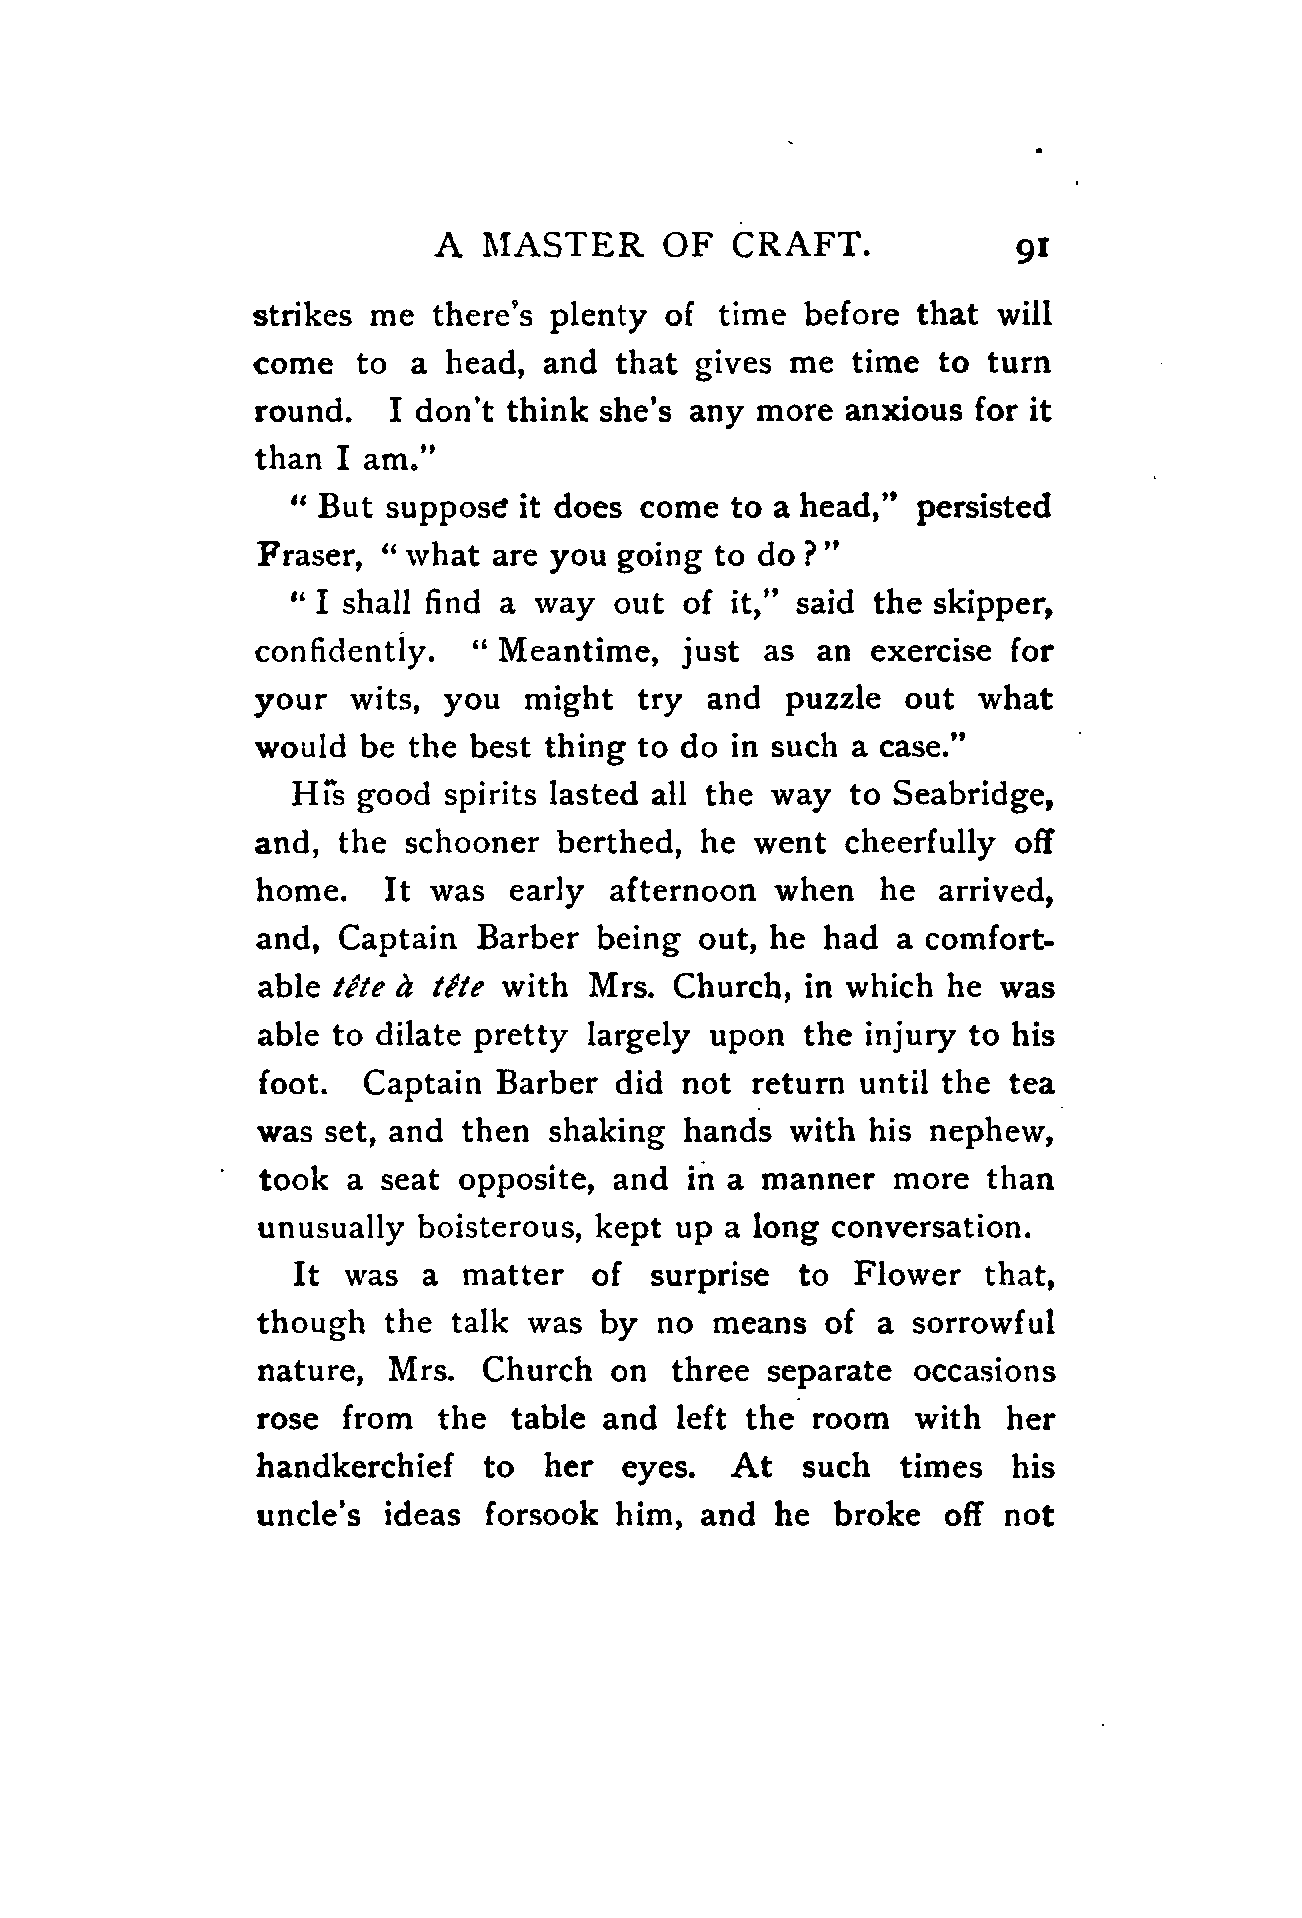 A MASTER OF CRAFT. 91
strikes me there's plenty of time before that will
come to a head, and that gives me time to turn
round. I don't think she's any more anxious for it
than I am."
" But suppose it does come to a head," persisted
Fraser, " what are you going to do ? "
" I shall find a way out of it," said the skipper,
confidently. " Meantime, just as an exercise for
your wits, you might try and puzzle out what
would be the best thing to do in such a case."
His good spirits lasted all the way to Seabridge,
and, the schooner berthed, he went cheerfully off
home. It was early afternoon when he arrived,
and, Captain Barber being out, he had a comfort-
able tête à tête with Mrs. Church, in which he was
able to dilate pretty largely upon the injury to his
foot. Captain Barber did not return until the tea
was set, and then shaking hands with his nephew,
took a seat opposite, and in a manner more than
unusually boisterous, kept up a long conversation.
It was a matter of surprise to Flower that,
though the talk was by no means of a sorrowful
nature, Mrs. Church on three separate occasions
rose from the table and left the room with her
handkerchief to her eyes. At such times his
uncle's ideas forsook him, and he broke off not